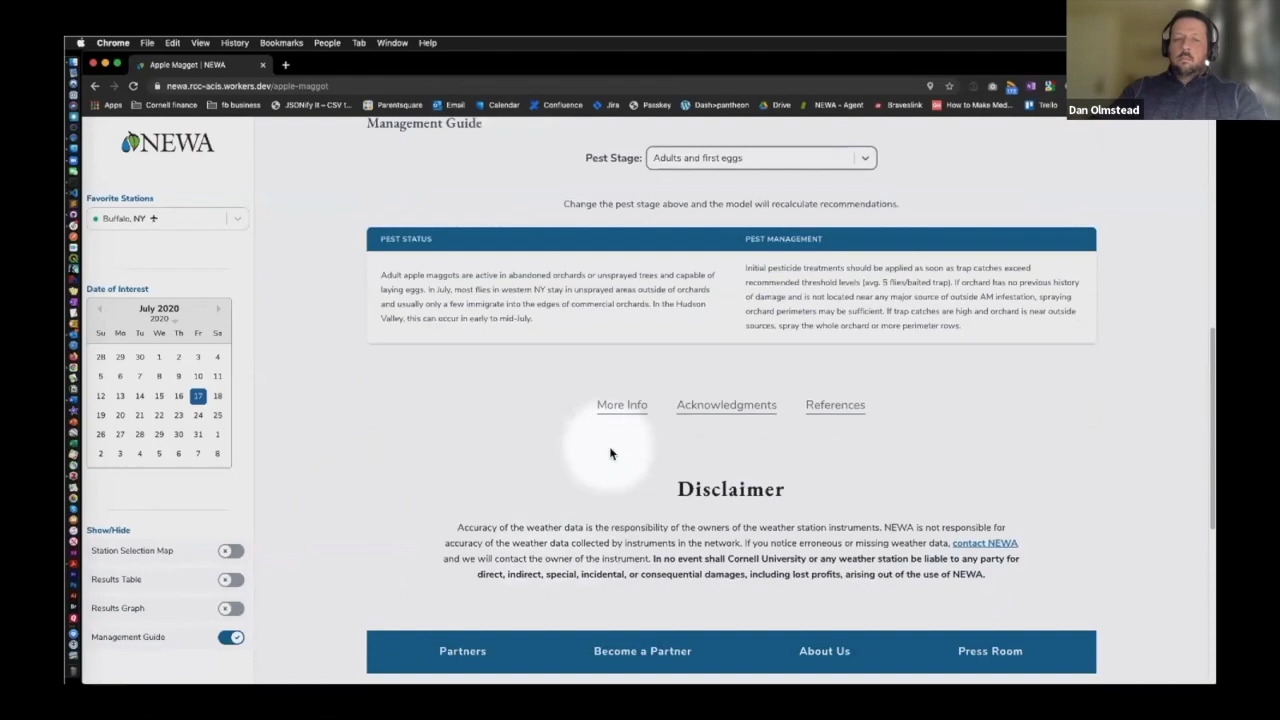 Chrome File Edit View History Bookmarks People Tab Window Help
Apple Maggot | NEWA
newa.rcc-acis.workers.dev/apple-maggot
Apps Cornell finance fb business JSONify It – CSV t... Parentsquare Email Calendar Confluence Jira Passkey Dash>pantheon Drive NEWA – Agent Braveslink How to Make Med... Trello
Dan Olmstead
NEWA
Favorite Stations
Buffalo, NY
Date of Interest
July 2020
2020
Su Mo Tu We Th Fr Sa
28 29 30 1 2 3 4
5 6 7 8 9 10 11
12 13 14 15 16 17 18
19 20 21 22 23 24 25
26 27 28 29 30 31 1
2 3 4 5 6 7 8
Show/Hide
Station Selection Map
Results Table
Results Graph
Management Guide
Management Guide
Pest Stage: Adults and first eggs
Change the pest stage above and the model will recalculate recommendations.
PEST STATUS
Adult apple maggots are active in abandoned orchards or unsprayed trees and capable of
laying eggs. In July, most flies in western NY stay in unsprayed areas outside of orchards
and usually only a few immigrate into the edges of commercial orchards. In the Hudson
Valley, this can occur in early to mid-July.
PEST MANAGEMENT
Initial pesticide treatments should be applied as soon as trap catches exceed
recommended threshold levels (avg. 5 flies/baited trap). If orchard has no previous history
of damage and is not located near any major source of outside AM infestation, spraying
orchard perimeters may be sufficient. If trap catches are high and orchard is near outside
sources, spray the whole orchard or more perimeter rows.
More Info Acknowledgments References
Disclaimer
Accuracy of the weather data is the responsibility of the owners of the weather station instruments. NEWA is not responsible for
accuracy of the weather data collected by instruments in the network. If you notice erroneous or missing weather data, contact NEWA
and we will contact the owner of the instrument. In no event shall Cornell University or any weather station be liable to any party for
direct, indirect, special, incidental, or consequential damages, including lost profits, arising out of the use of NEWA.
Partners Become a Partner About Us Press Room